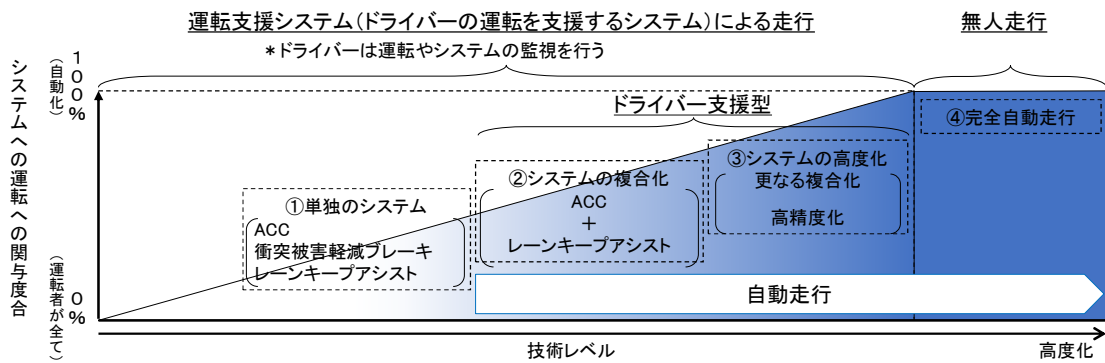 運転支援システム(ドライバーの運転を支援するシステム)による走行
無人走行
*ドライバーは運転やシステムの監視を行う
システムへの運転への関与度合
(自動化)
100%
ドライバー支援型
④完全自動走行
③システムの高度化
更なる複合化
高精度化
②システムの複合化
ACC
+
レーンキープアシスト
①単独のシステム
ACC
衝突被害軽減ブレーキ
レーンキープアシスト
自動走行
0%
(運転者が全て)
技術レベル
高度化